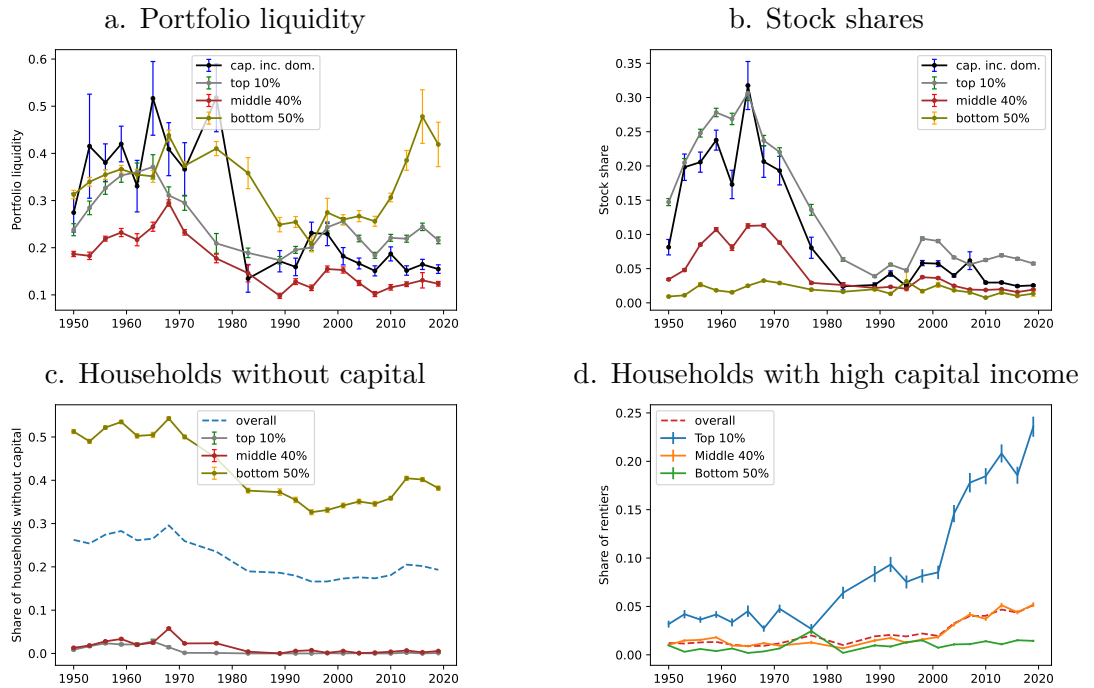 a. Portfolio liquidity
0.6
0.5
0.4
0.3
0.2
0.1
Portfolio liquidity
cap. inc. dom.
top 10%
middle 40%
bottom 50%
1950 1960 1970 1980 1990 2000 2010 2020
b. Stock shares
0.35
0.30
0.25
0.20
0.15
0.10
0.05
0.00
Stock share
cap. inc. dom.
top 10%
middle 40%
bottom 50%
1950 1960 1970 1980 1990 2000 2010 2020
c. Households without capital
0.5
0.4
0.3
0.2
0.1
0.0
Share of households without capital
overall
top 10%
middle 40%
bottom 50%
1950 1960 1970 1980 1990 2000 2010 2020
d. Households with high capital income
0.25
0.20
0.15
0.10
0.05
0.00
Share of rentiers
overall
Top 10%
Middle 40%
Bottom 50%
1950 1960 1970 1980 1990 2000 2010 2020